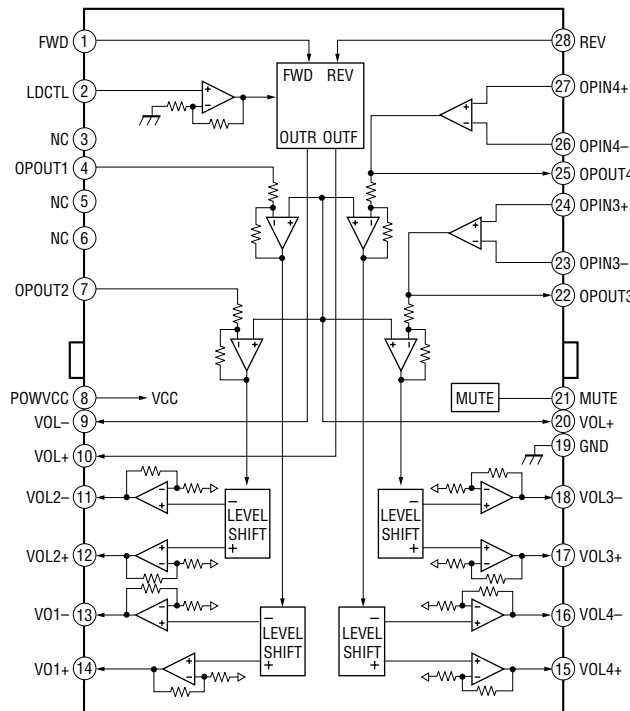 FWD 1
28 REV
LDCTL 2
FWD REV
27 OPIN4+
NC 3
OUTR OUTF
26 OPIN4–
OPOUT1 4
25 OPOUT4
NC 5
24 OPIN3+
NC 6
23 OPIN3–
OPOUT2 7
22 OPOUT3
POWVCC 8 VCC
MUTE 21 MUTE
VOL– 9
20 VOL+
VOL+ 10
19 GND
VOL2– 11
18 VOL3–
– LEVEL SHIFT +
– LEVEL SHIFT +
VOL2+ 12
17 VOL3+
VO1– 13
16 VOL4–
– LEVEL SHIFT +
– LEVEL SHIFT +
VO1+ 14
15 VOL4+